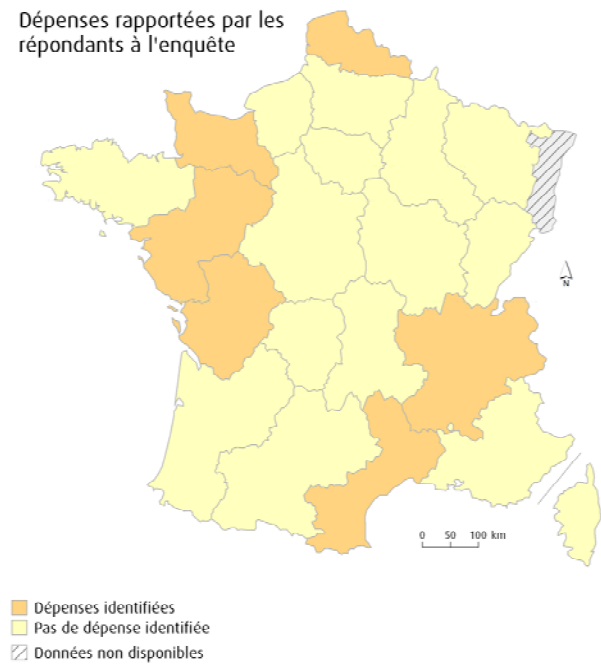 Dépenses rapportées par les
répondants à l'enquête
N
0 50 100 km
Dépenses identifiées
Pas de dépense identifiée
Données non disponibles